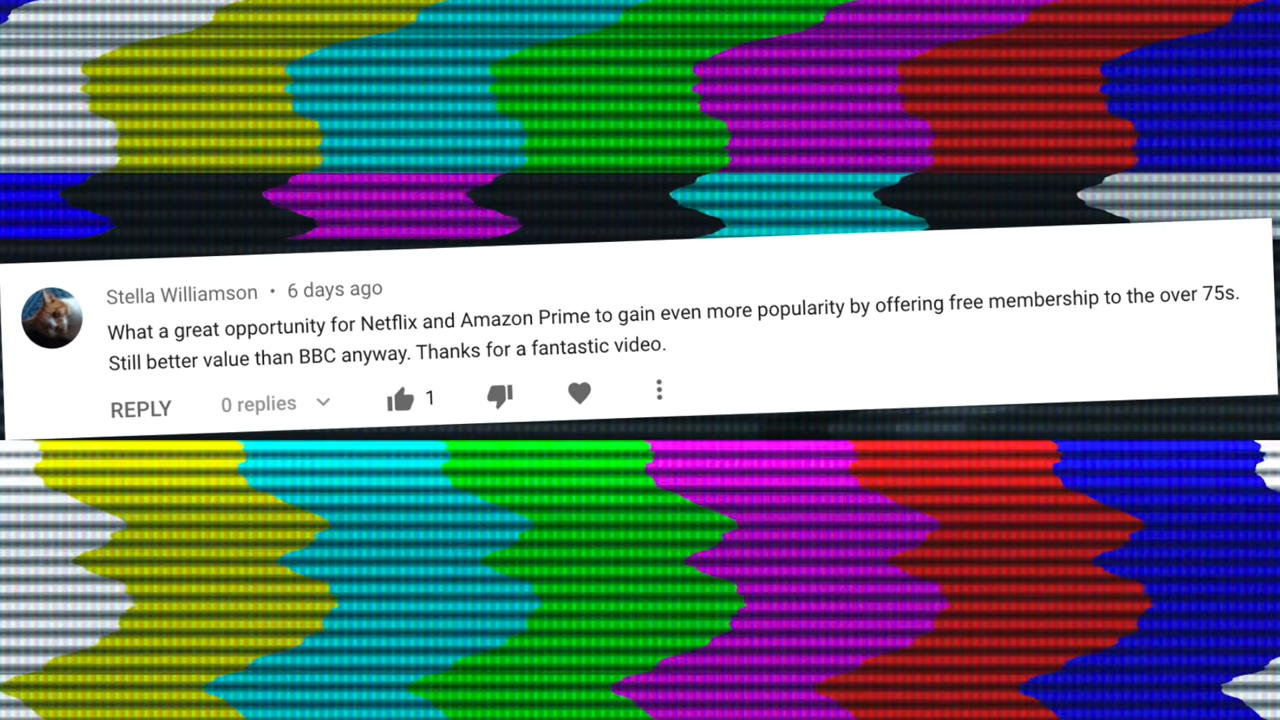 Stella Williamson • 6 days ago
What a great opportunity for Netflix and Amazon Prime to gain even more popularity by offering free membership to the over 75s.
Still better value than BBC anyway. Thanks for a fantastic video.
REPLY 0 replies 1